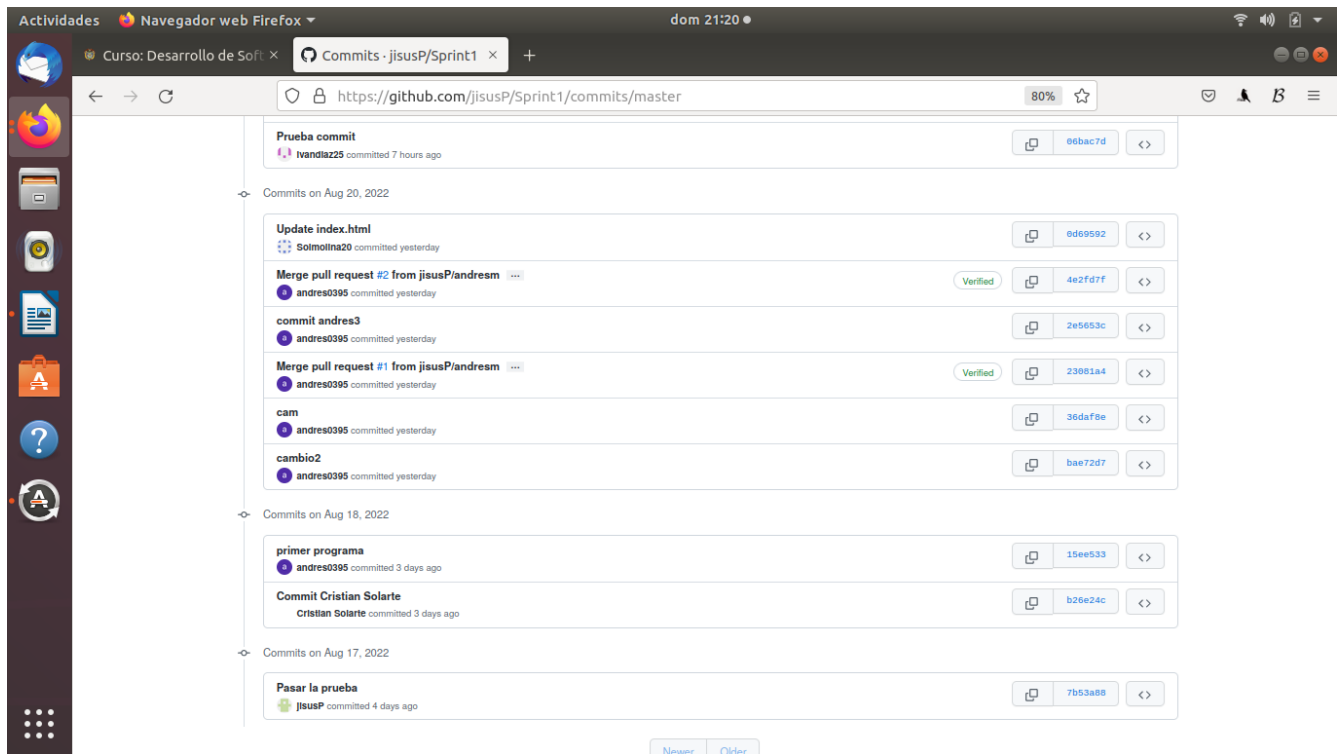 Actividades Navegador web Firefox dom 21:20
Curso: Desarrollo de Soft Commits · jisusP/Sprint1
https://github.com/jisusP/Sprint1/commits/master 80%
Prueba commit
ivandiaz25 committed 7 hours ago 06bac7d
Commits on Aug 20, 2022
Update index.html
Solmolina20 committed yesterday 0d69592
Merge pull request #2 from jisusP/andresm ...
andres0395 committed yesterday Verified 4e2fd7f
commit andres3
andres0395 committed yesterday 2e5653c
Merge pull request #1 from jisusP/andresm ...
andres0395 committed yesterday Verified 23081a4
cam
andres0395 committed yesterday 36daf8e
cambio2
andres0395 committed yesterday bae72d7
Commits on Aug 18, 2022
primer programa
andres0395 committed 3 days ago 15ee533
Commit Cristian Solarte
Cristian Solarte committed 3 days ago b26e24c
Commits on Aug 17, 2022
Pasar la prueba
jisusP committed 4 days ago 7b53a88
Newer Older